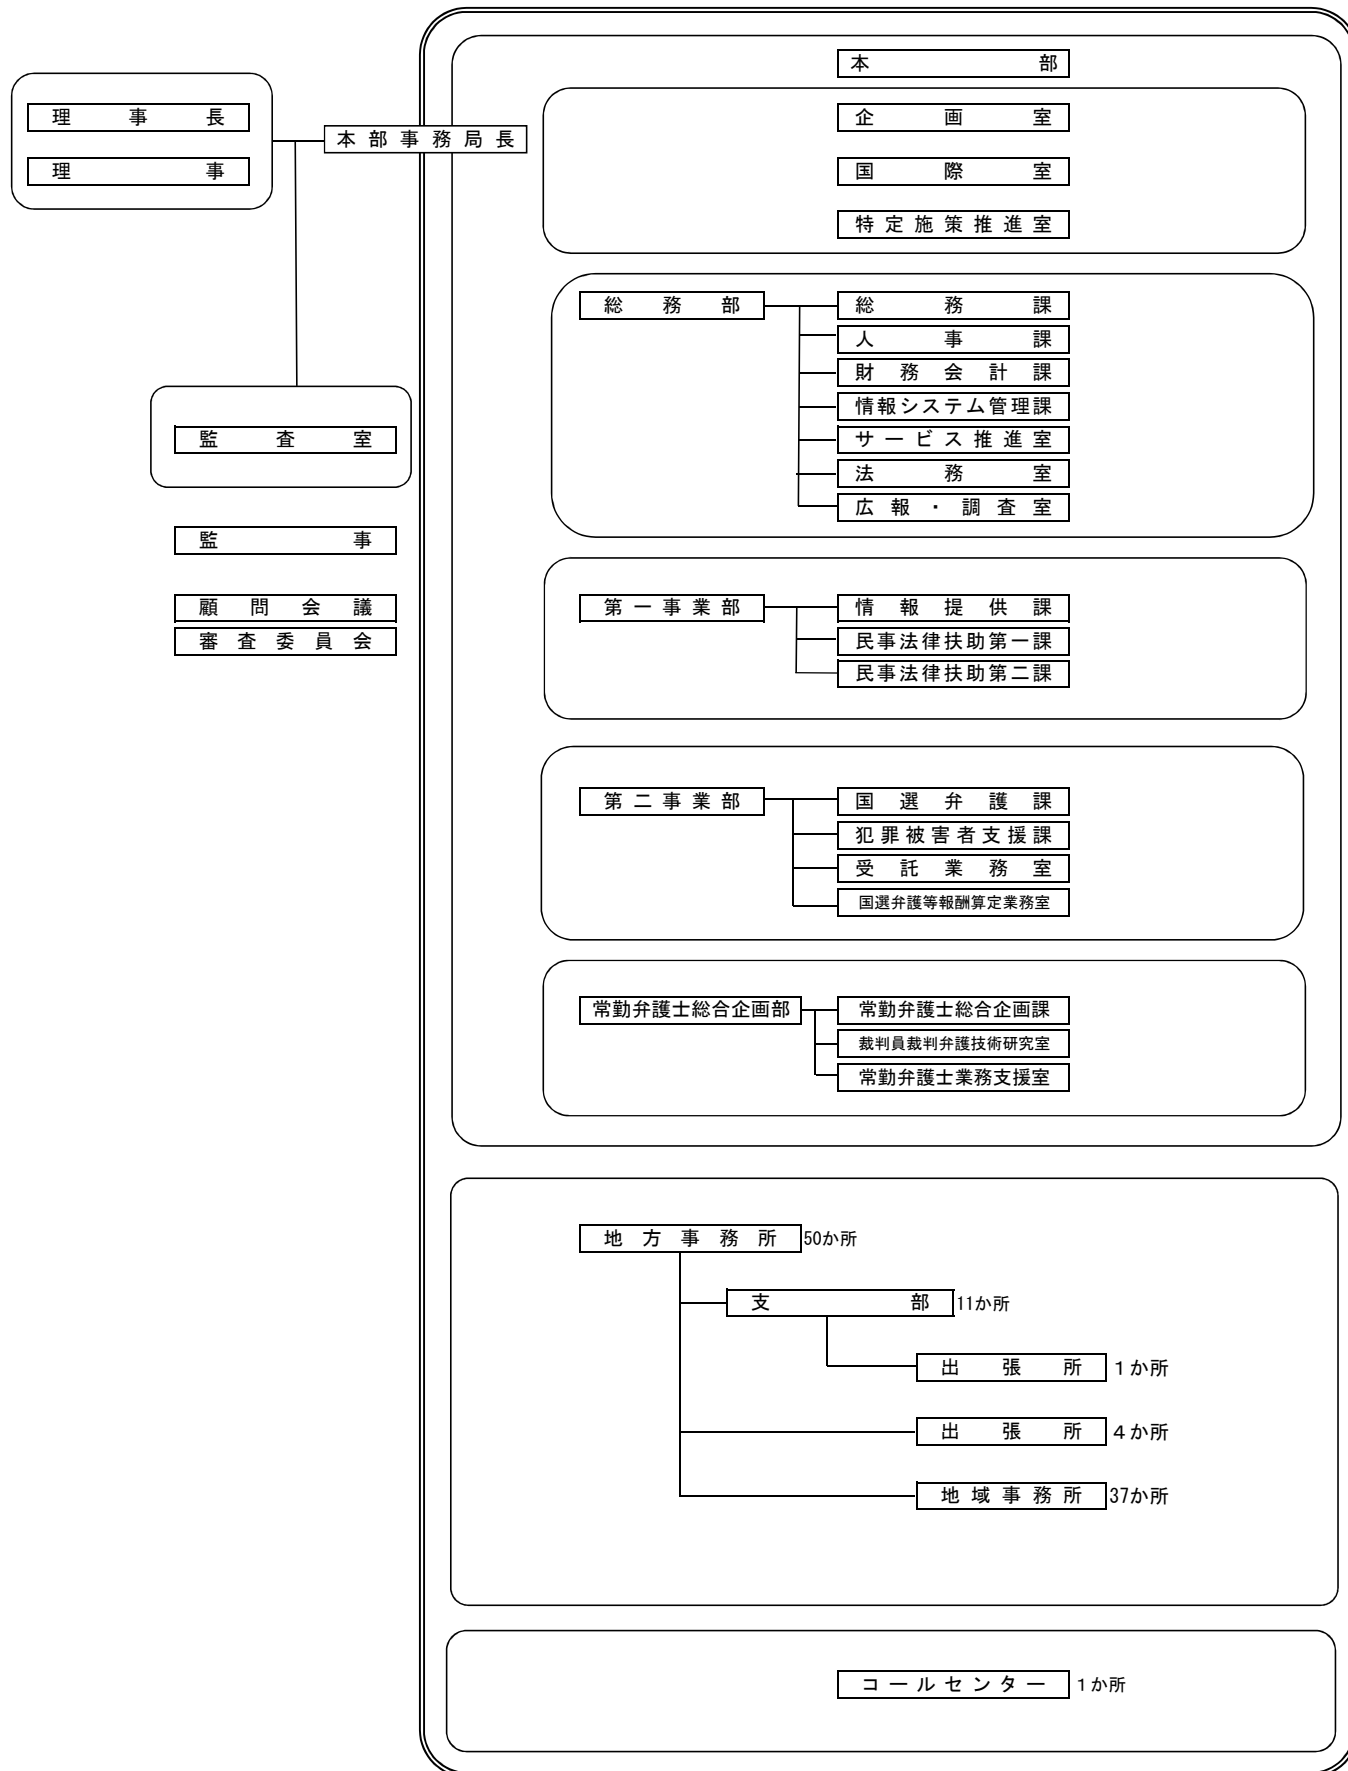 本部
理事長
理事
本部事務局長
企画室
国際室
特定施策推進室
総務部
総務課
人事課
財務会計課
情報システム管理課
サービス推進室
法務室
広報・調査室
監査室
監事
顧問会議
審査委員会
第一事業部
情報提供課
民事法律扶助第一課
民事法律扶助第二課
第二事業部
国選弁護課
犯罪被害者支援課
受託業務室
国選弁護等報酬算定業務室
常勤弁護士総合企画部
常勤弁護士総合企画課
裁判員裁判弁護技術研究室
常勤弁護士業務支援室
地方事務所 50か所
支部 11か所
出張所 1か所
出張所 4か所
地域事務所 37か所
コールセンター 1か所